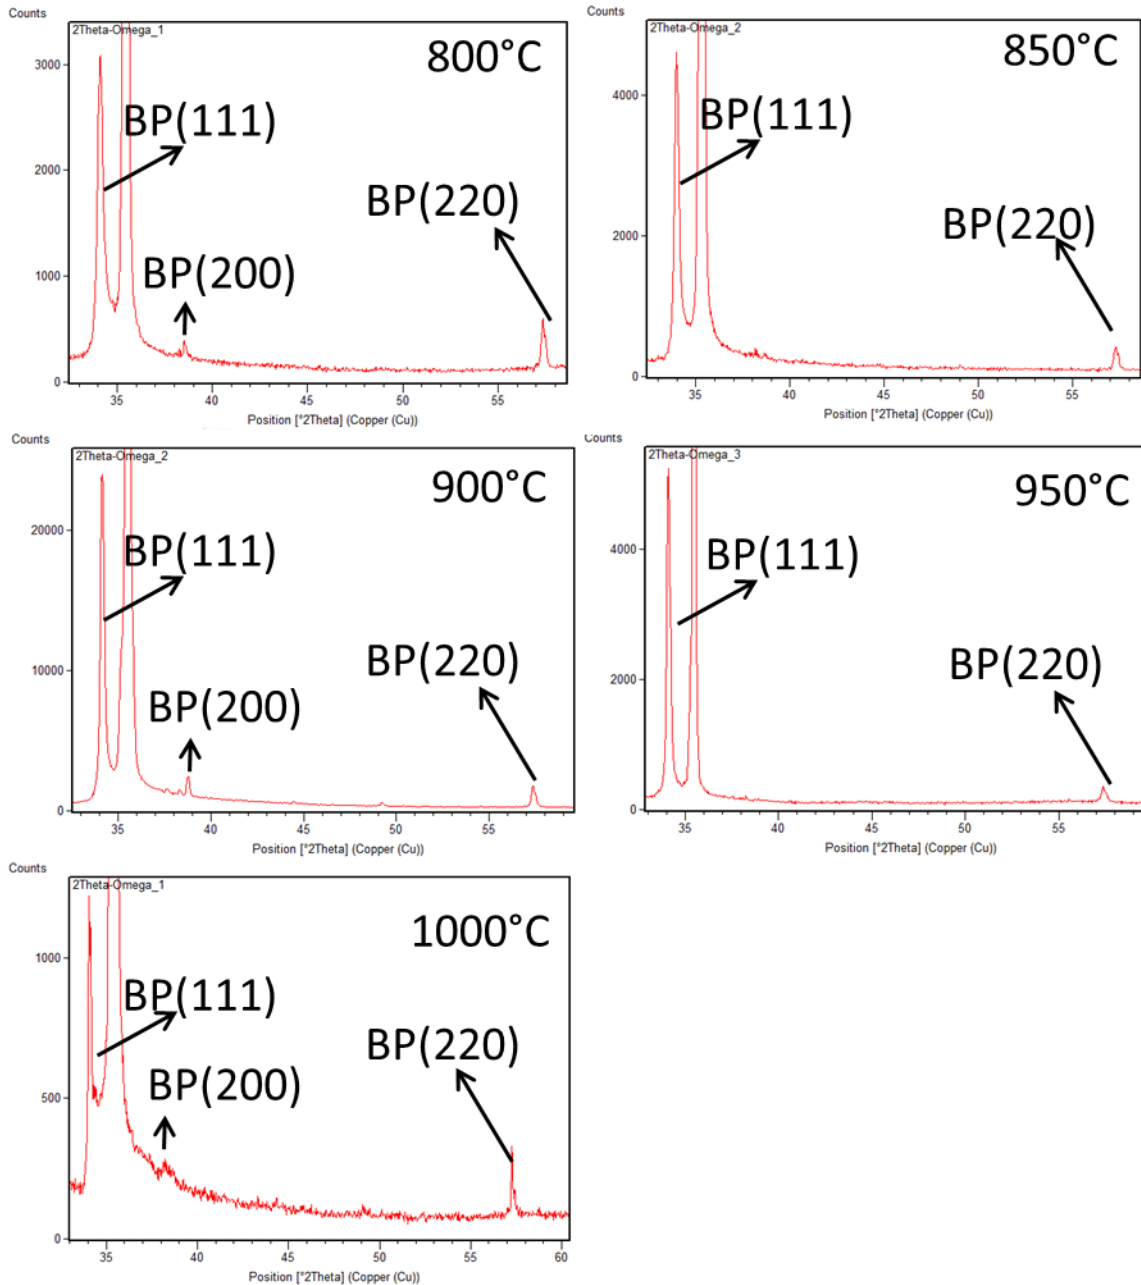 Counts
2Theta-Omega_1
800°C
3000
BP(111)
2000
BP(220)
BP(200)
1000
0
35 40 45 50 55
Position [°2Theta] (Copper (Cu))
Counts
2Theta-Omega_2
850°C
4000
BP(111)
BP(220)
2000
0
35 40 45 50 55
Position [°2Theta] (Copper (Cu))
Counts
2Theta-Omega_2
900°C
20000
BP(111)
BP(220)
10000
BP(200)
0
35 40 45 50 55
Position [°2Theta] (Copper (Cu))
Counts
2Theta-Omega_3
950°C
4000
BP(111)
BP(220)
2000
0
35 40 45 50 55
Position [°2Theta] (Copper (Cu))
Counts
2Theta-Omega_1
1000°C
1000
BP(111)
BP(220)
500
BP(200)
0
35 40 45 50 55 60
Position [°2Theta] (Copper (Cu))